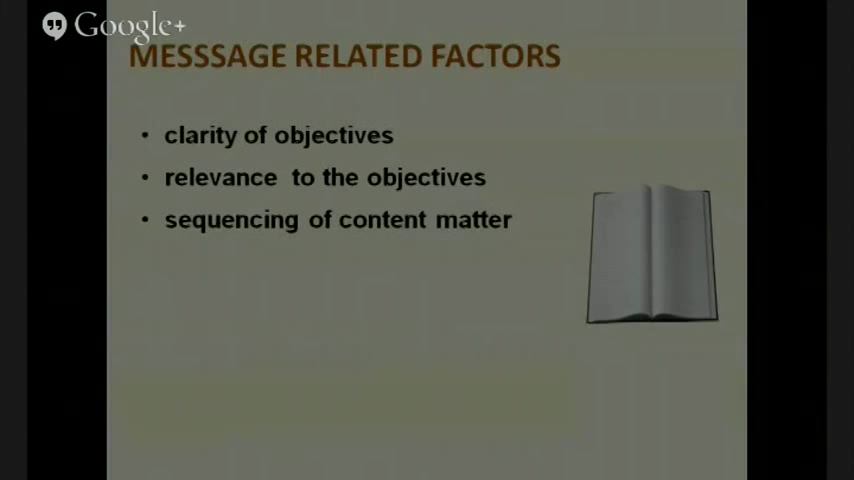 Google+
MESSSAGE RELATED FACTORS
• clarity of objectives
• relevance to the objectives
• sequencing of content matter